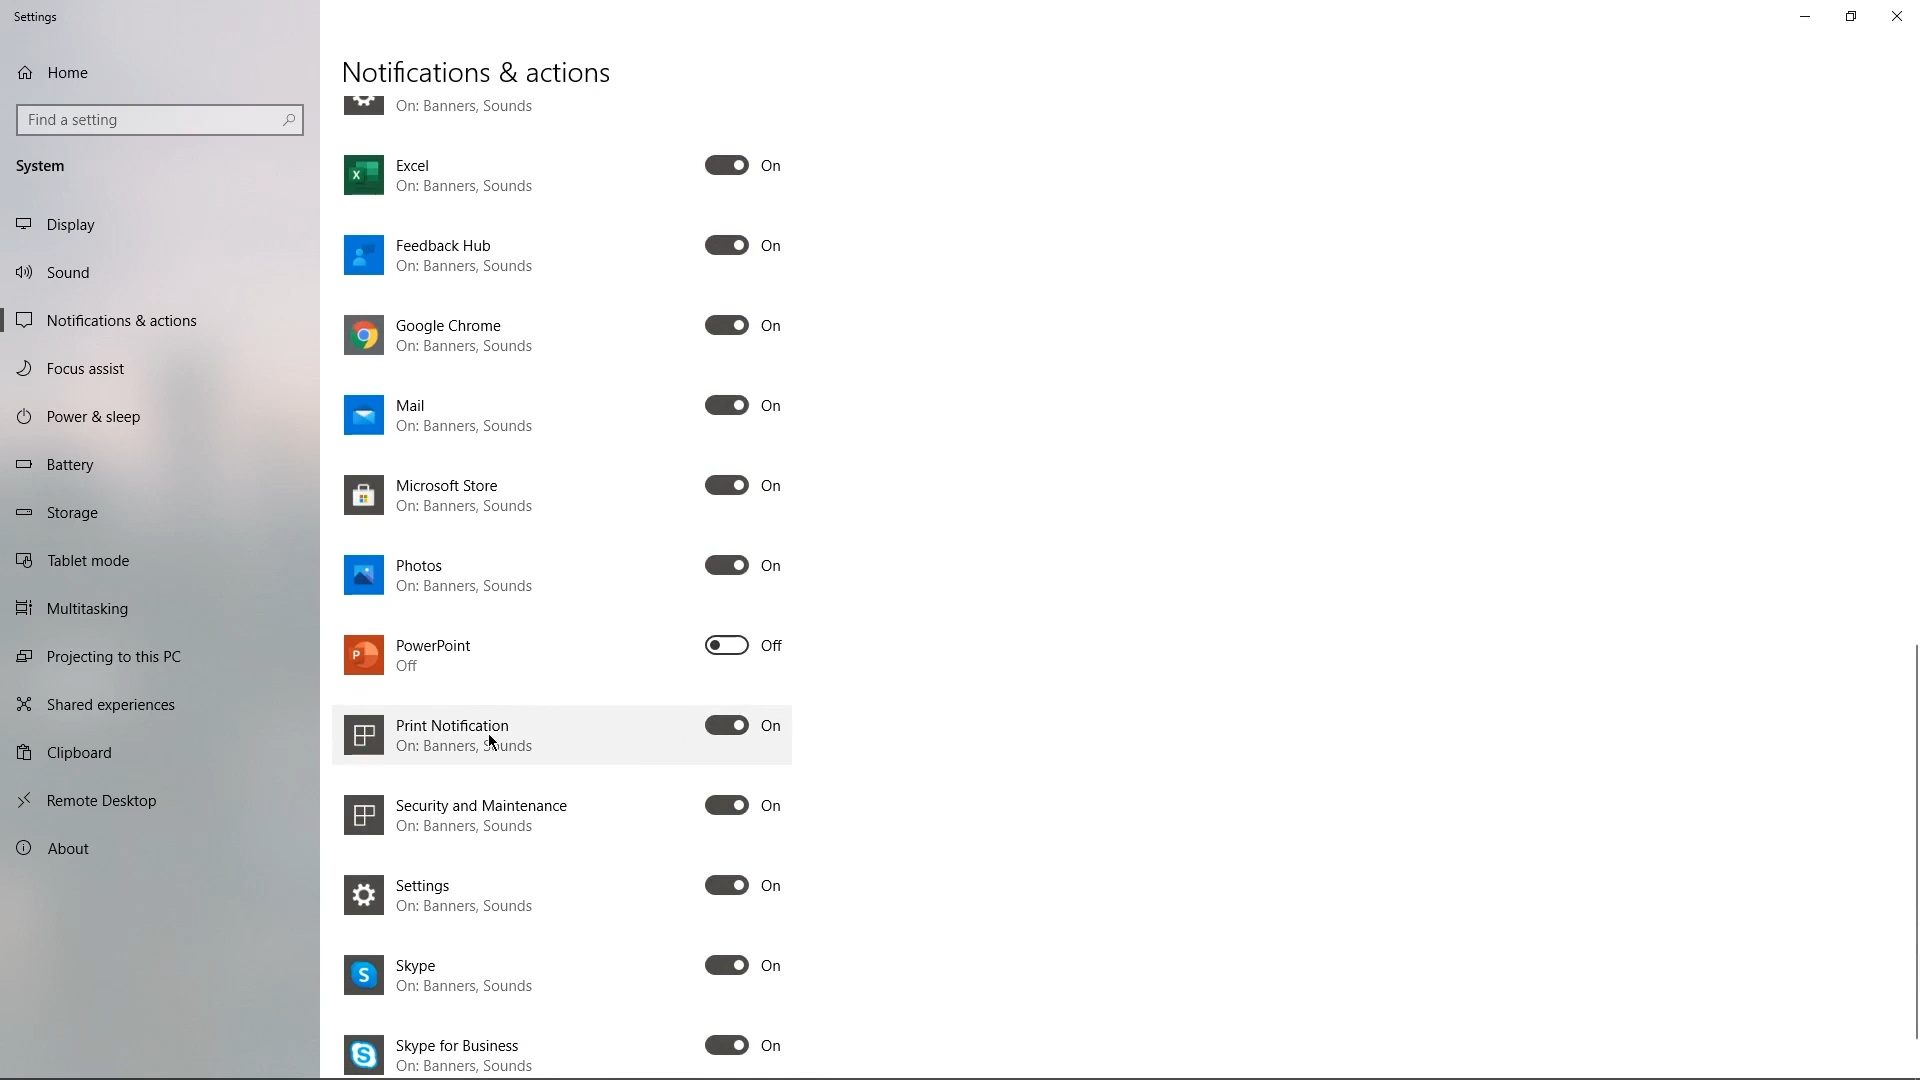 Settings
Home
Find a setting
System
Display
Sound
Notifications & actions
Focus assist
Power & sleep
Battery
Storage
Tablet mode
Multitasking
Projecting to this PC
Shared experiences
Clipboard
Remote Desktop
About
Notifications & actions
On: Banners, Sounds
Excel On
On: Banners, Sounds
Feedback Hub On
On: Banners, Sounds
Google Chrome On
On: Banners, Sounds
Mail On
On: Banners, Sounds
Microsoft Store On
On: Banners, Sounds
Photos On
On: Banners, Sounds
PowerPoint Off
Off
Print Notification On
On: Banners, Sounds
Security and Maintenance On
On: Banners, Sounds
Settings On
On: Banners, Sounds
Skype On
On: Banners, Sounds
Skype for Business On
On: Banners, Sounds